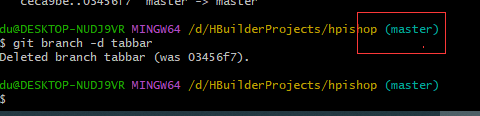 ceca9be..03456f7  master -> master
du@DESKTOP-NUDJ9VR MINGW64 /d/HBuilderProjects/hpishop (master)
$ git branch -d tabbar
Deleted branch tabbar (was 03456f7).
du@DESKTOP-NUDJ9VR MINGW64 /d/HBuilderProjects/hpishop (master)
$